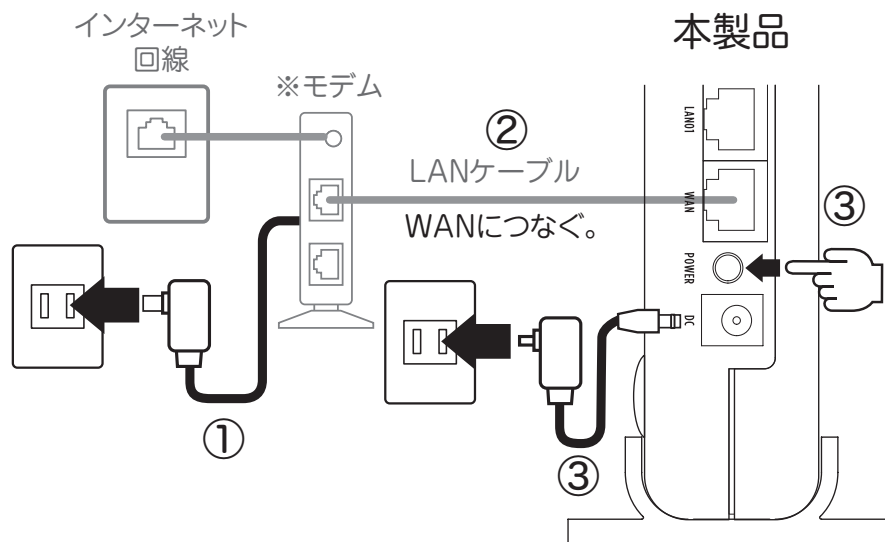 インターネット
回線
※モデム
本製品
②
LANケーブル
WANにつなぐ。
LAN01
WAN
POWER
DC
③
①
③